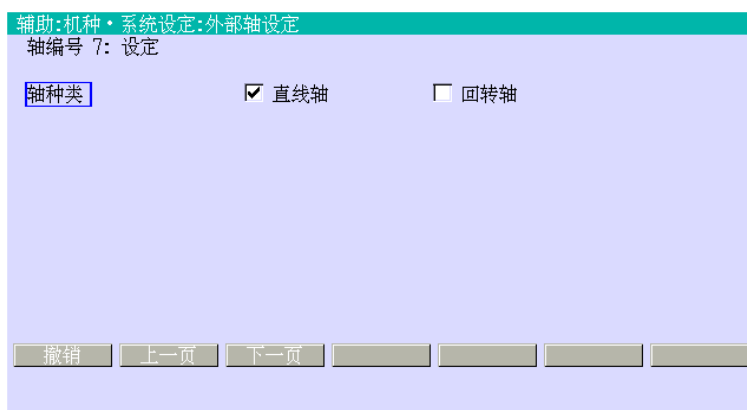 辅助:机种・系统设定:外部轴设定
轴编号 7: 设定
轴种类 直线轴 回转轴
撤销 上一页 下一页